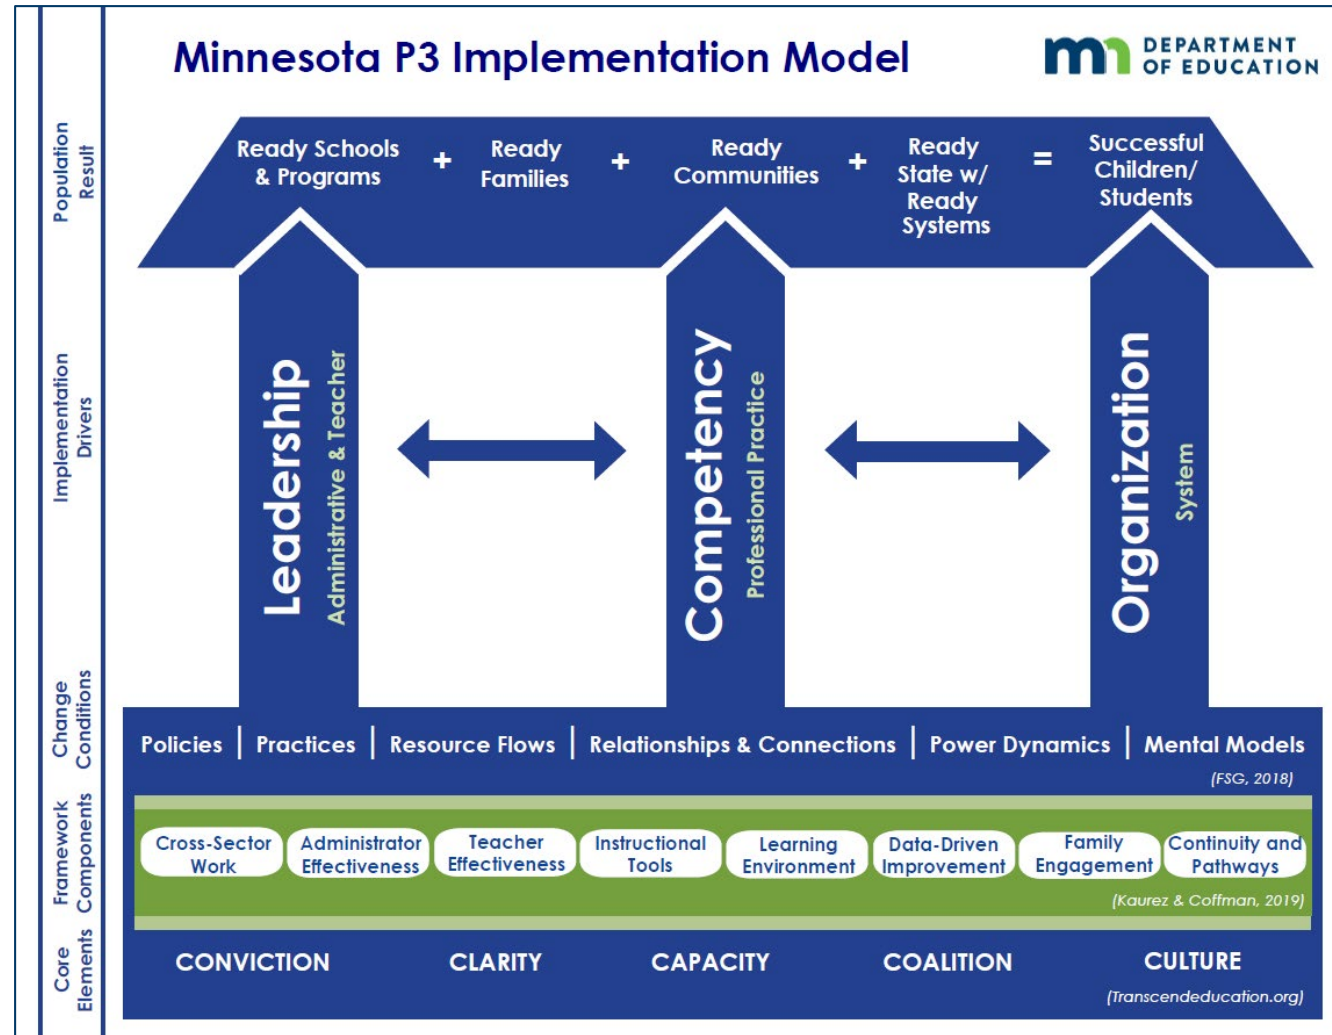 Minnesota P3 Implementation Model
mn DEPARTMENT
OF EDUCATION
Population
Result
Ready Schools
& Programs
+
Ready
Families
+
Ready
Communities
+
Ready
State w/
Ready
Systems
=
Successful
Children/
Students
Implementation
Drivers
Leadership
Administrative & Teacher
Competency
Professional Practice
Organization
System
Change
Conditions
Policies | Practices | Resource Flows | Relationships & Connections | Power Dynamics | Mental Models
(FSG, 2018)
Framework
Components
Cross-Sector
Work
Administrator
Effectiveness
Teacher
Effectiveness
Instructional
Tools
Learning
Environment
Data-Driven
Improvement
Family
Engagement
Continuity and
Pathways
(Kaurez & Coffman, 2019)
Core
Elements
CONVICTION CLARITY CAPACITY COALITION CULTURE
(Transcendeducation.org)